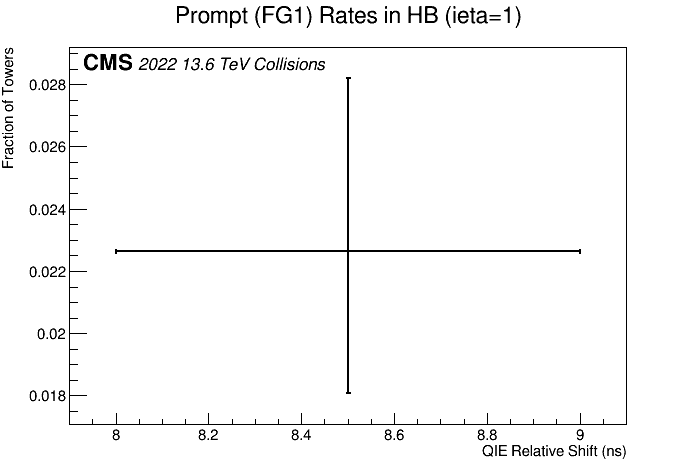 Prompt (FG1) Rates in HB (ieta=1)
Fraction of Towers
CMS 2022 13.6 TeV Collisions
0.028
0.026
0.024
0.022
0.02
0.018
8 8.2 8.4 8.6 8.8 9
QIE Relative Shift (ns)